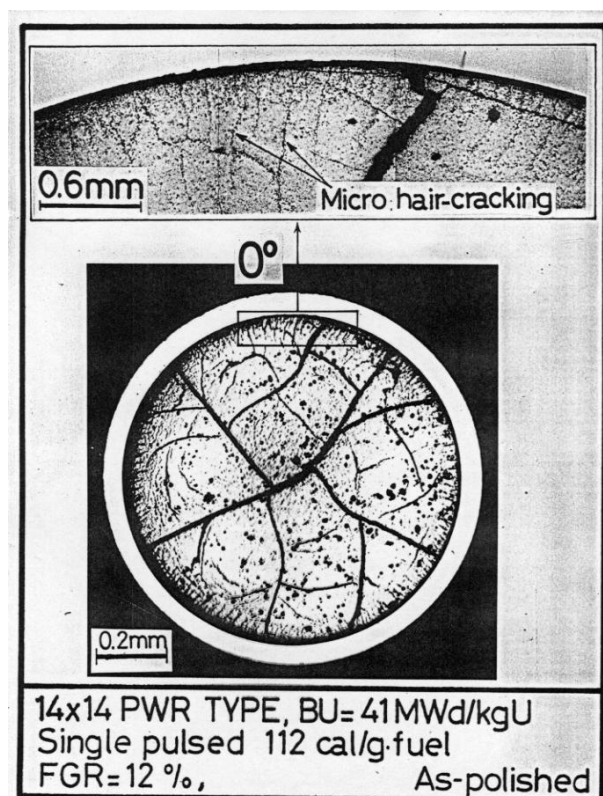 0.6mm
Micro hair-cracking
0°
0.2mm
14x14 PWR TYPE, BU= 41MWd/kgU
Single pulsed 112 cal/g·fuel
FGR=12 %, As-polished